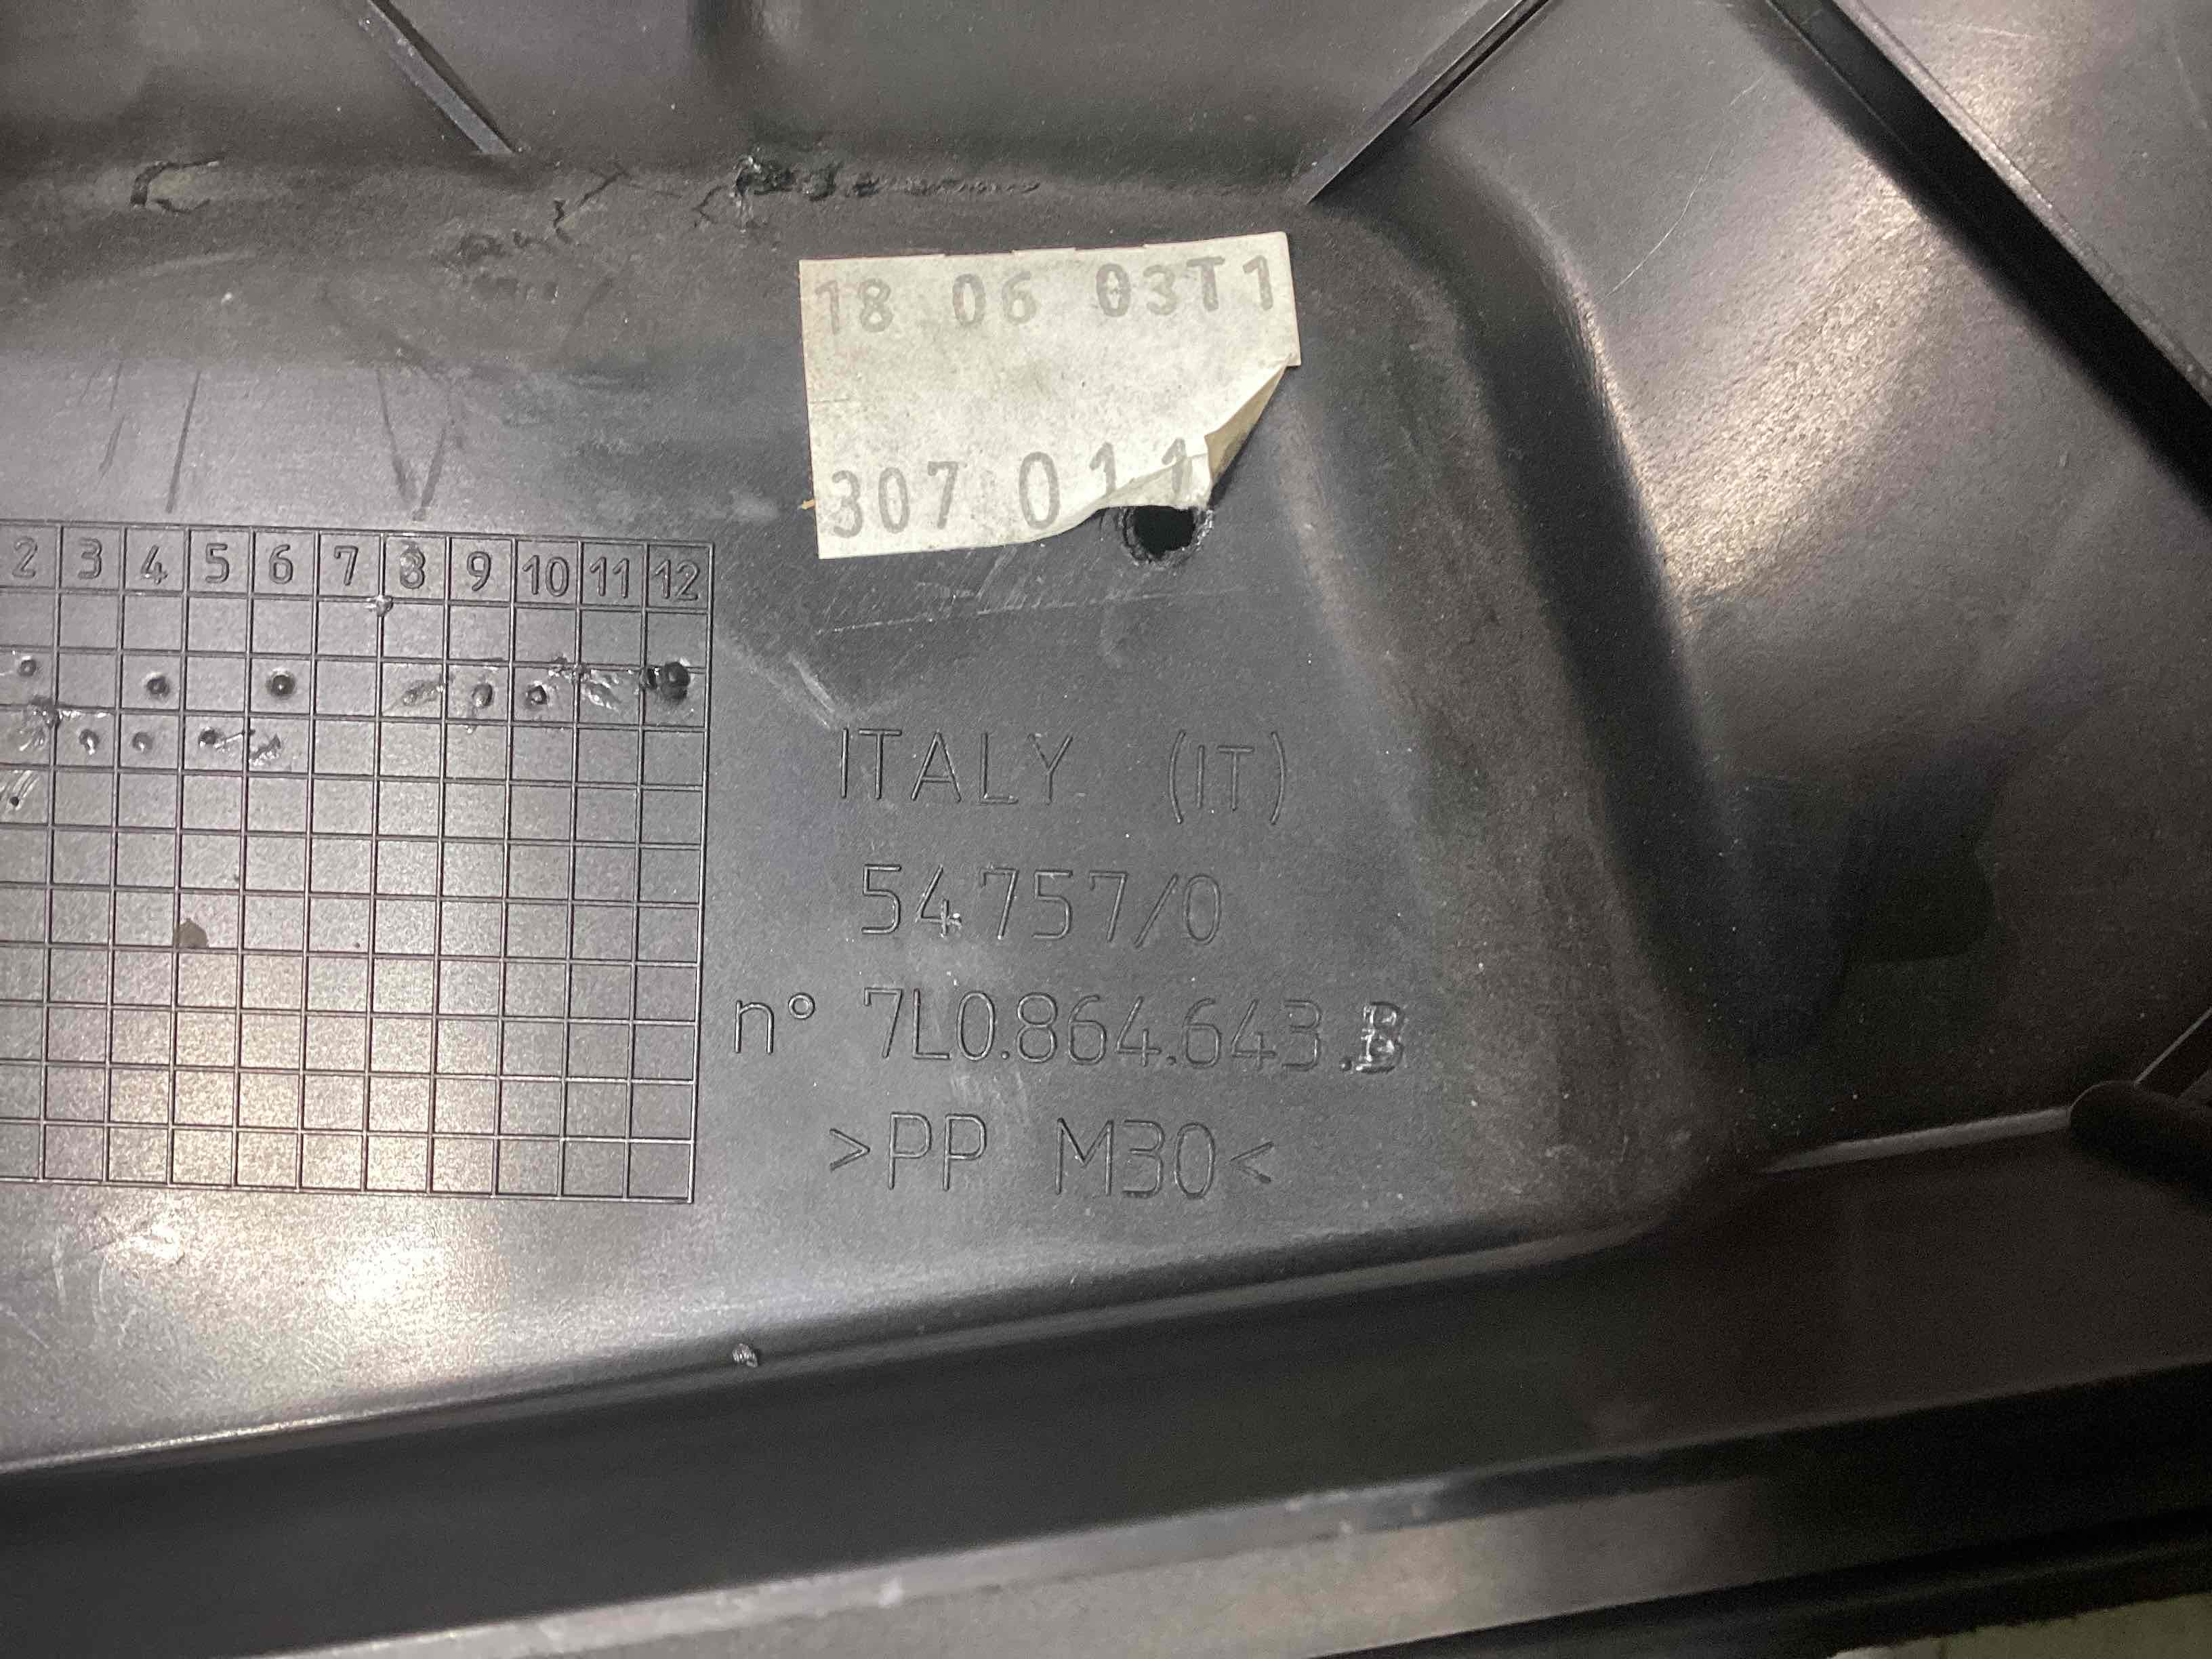 18 06 03T1
307 011
2 3 4 5 6 7 8 9 10 11 12
ITALY (IT)
54757/0
n° 7L0.864.643.B
>PP M30<